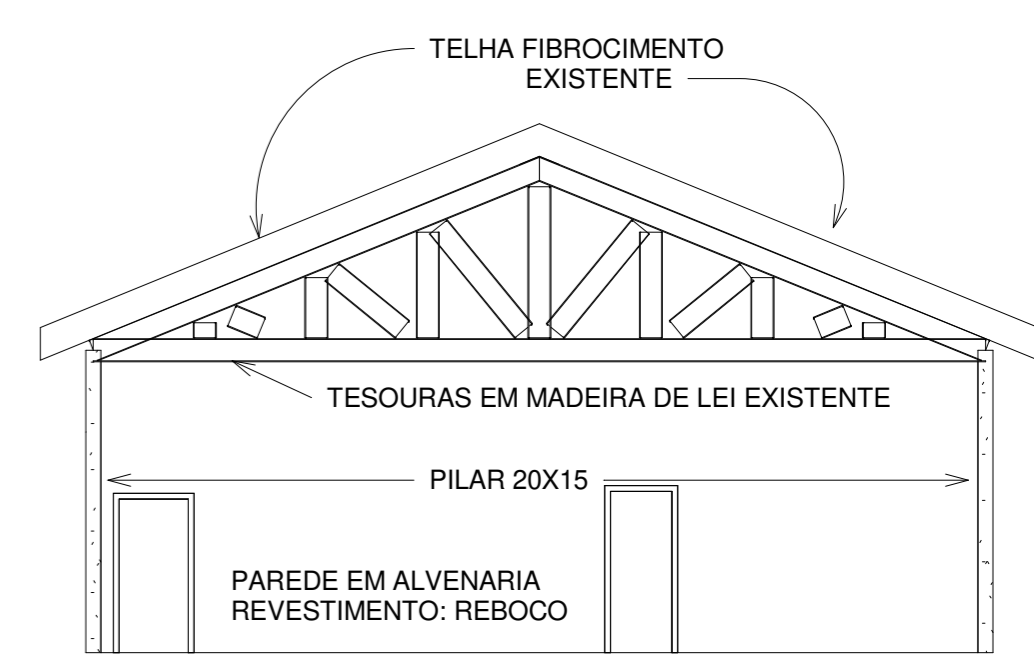 TELHA FIBROCIMENTO
EXISTENTE
TESOURAS EM MADEIRA DE LEI EXISTENTE
PILAR 20X15
PAREDE EM ALVENARIA
REVESTIMENTO: REBOCO